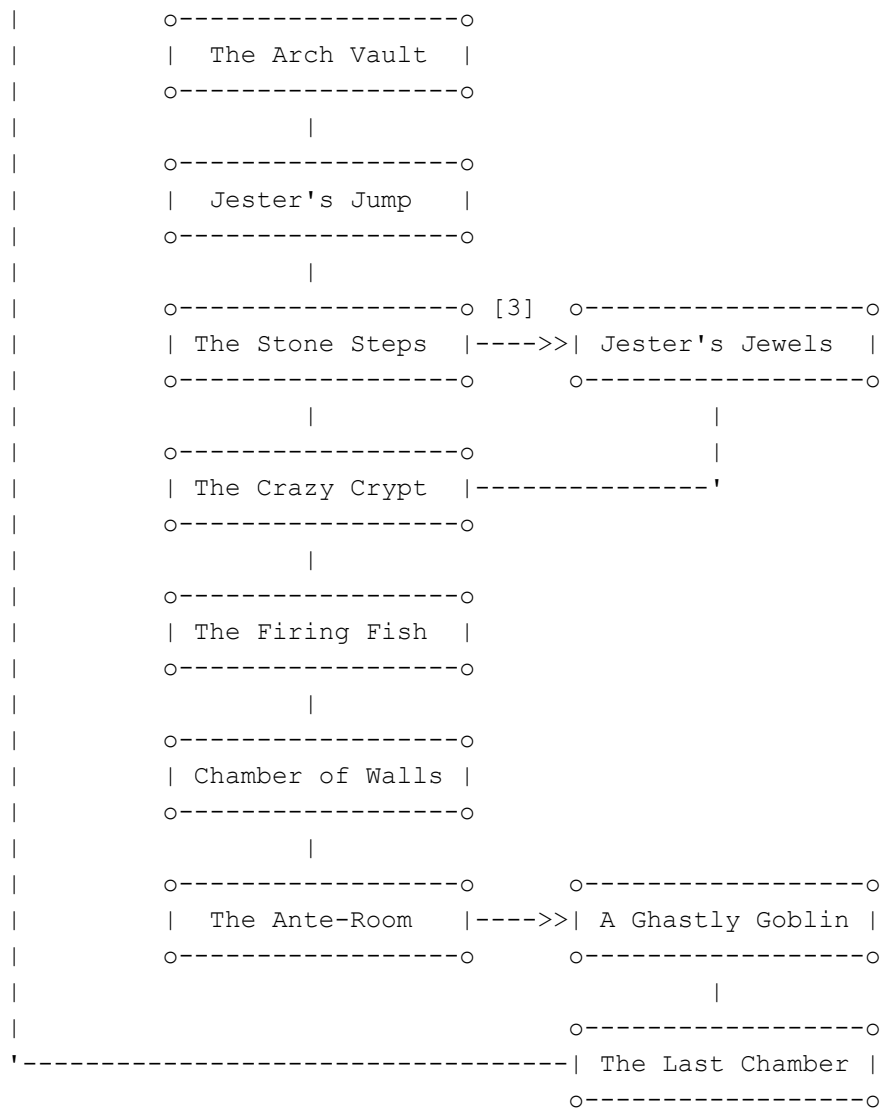 |         o------------------o
|         |  The Arch Vault  |
|         o------------------o
|                  |
|         o------------------o
|         |  Jester's Jump   |
|         o------------------o
|                  |
|         o------------------o [3]  o------------------o
|         | The Stone Steps  |---->>| Jester's Jewels  |
|         o------------------o      o------------------o
|                  |                         |
|         o------------------o               |
|         | The Crazy Crypt  |---------------'
|         o------------------o
|                  |
|         o------------------o
|         | The Firing Fish  |
|         o------------------o
|                  |
|         o------------------o
|         | Chamber of Walls |
|         o------------------o
|                  |
|         o------------------o      o------------------o
|         |  The Ante-Room   |---->>| A Ghastly Goblin |
|         o------------------o      o------------------o
|                                            |
|                                   o------------------o
'-----------------------------------| The Last Chamber |
                                    o------------------o